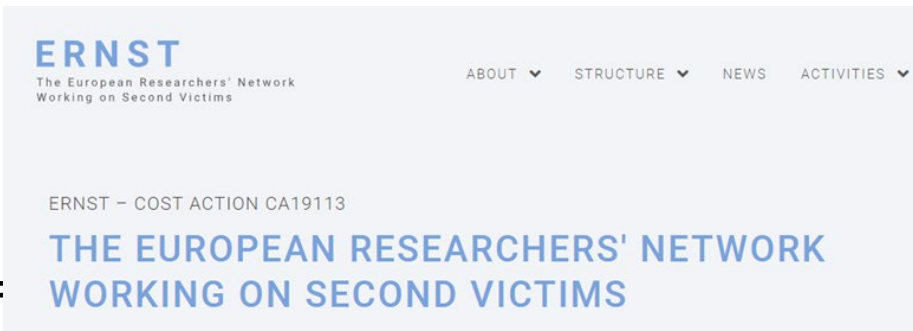 ERNST
The European Researchers' Network
Working on Second Victims
ABOUT STRUCTURE NEWS ACTIVITIES
ERNST – COST ACTION CA19113
THE EUROPEAN RESEARCHERS' NETWORK
WORKING ON SECOND VICTIMS